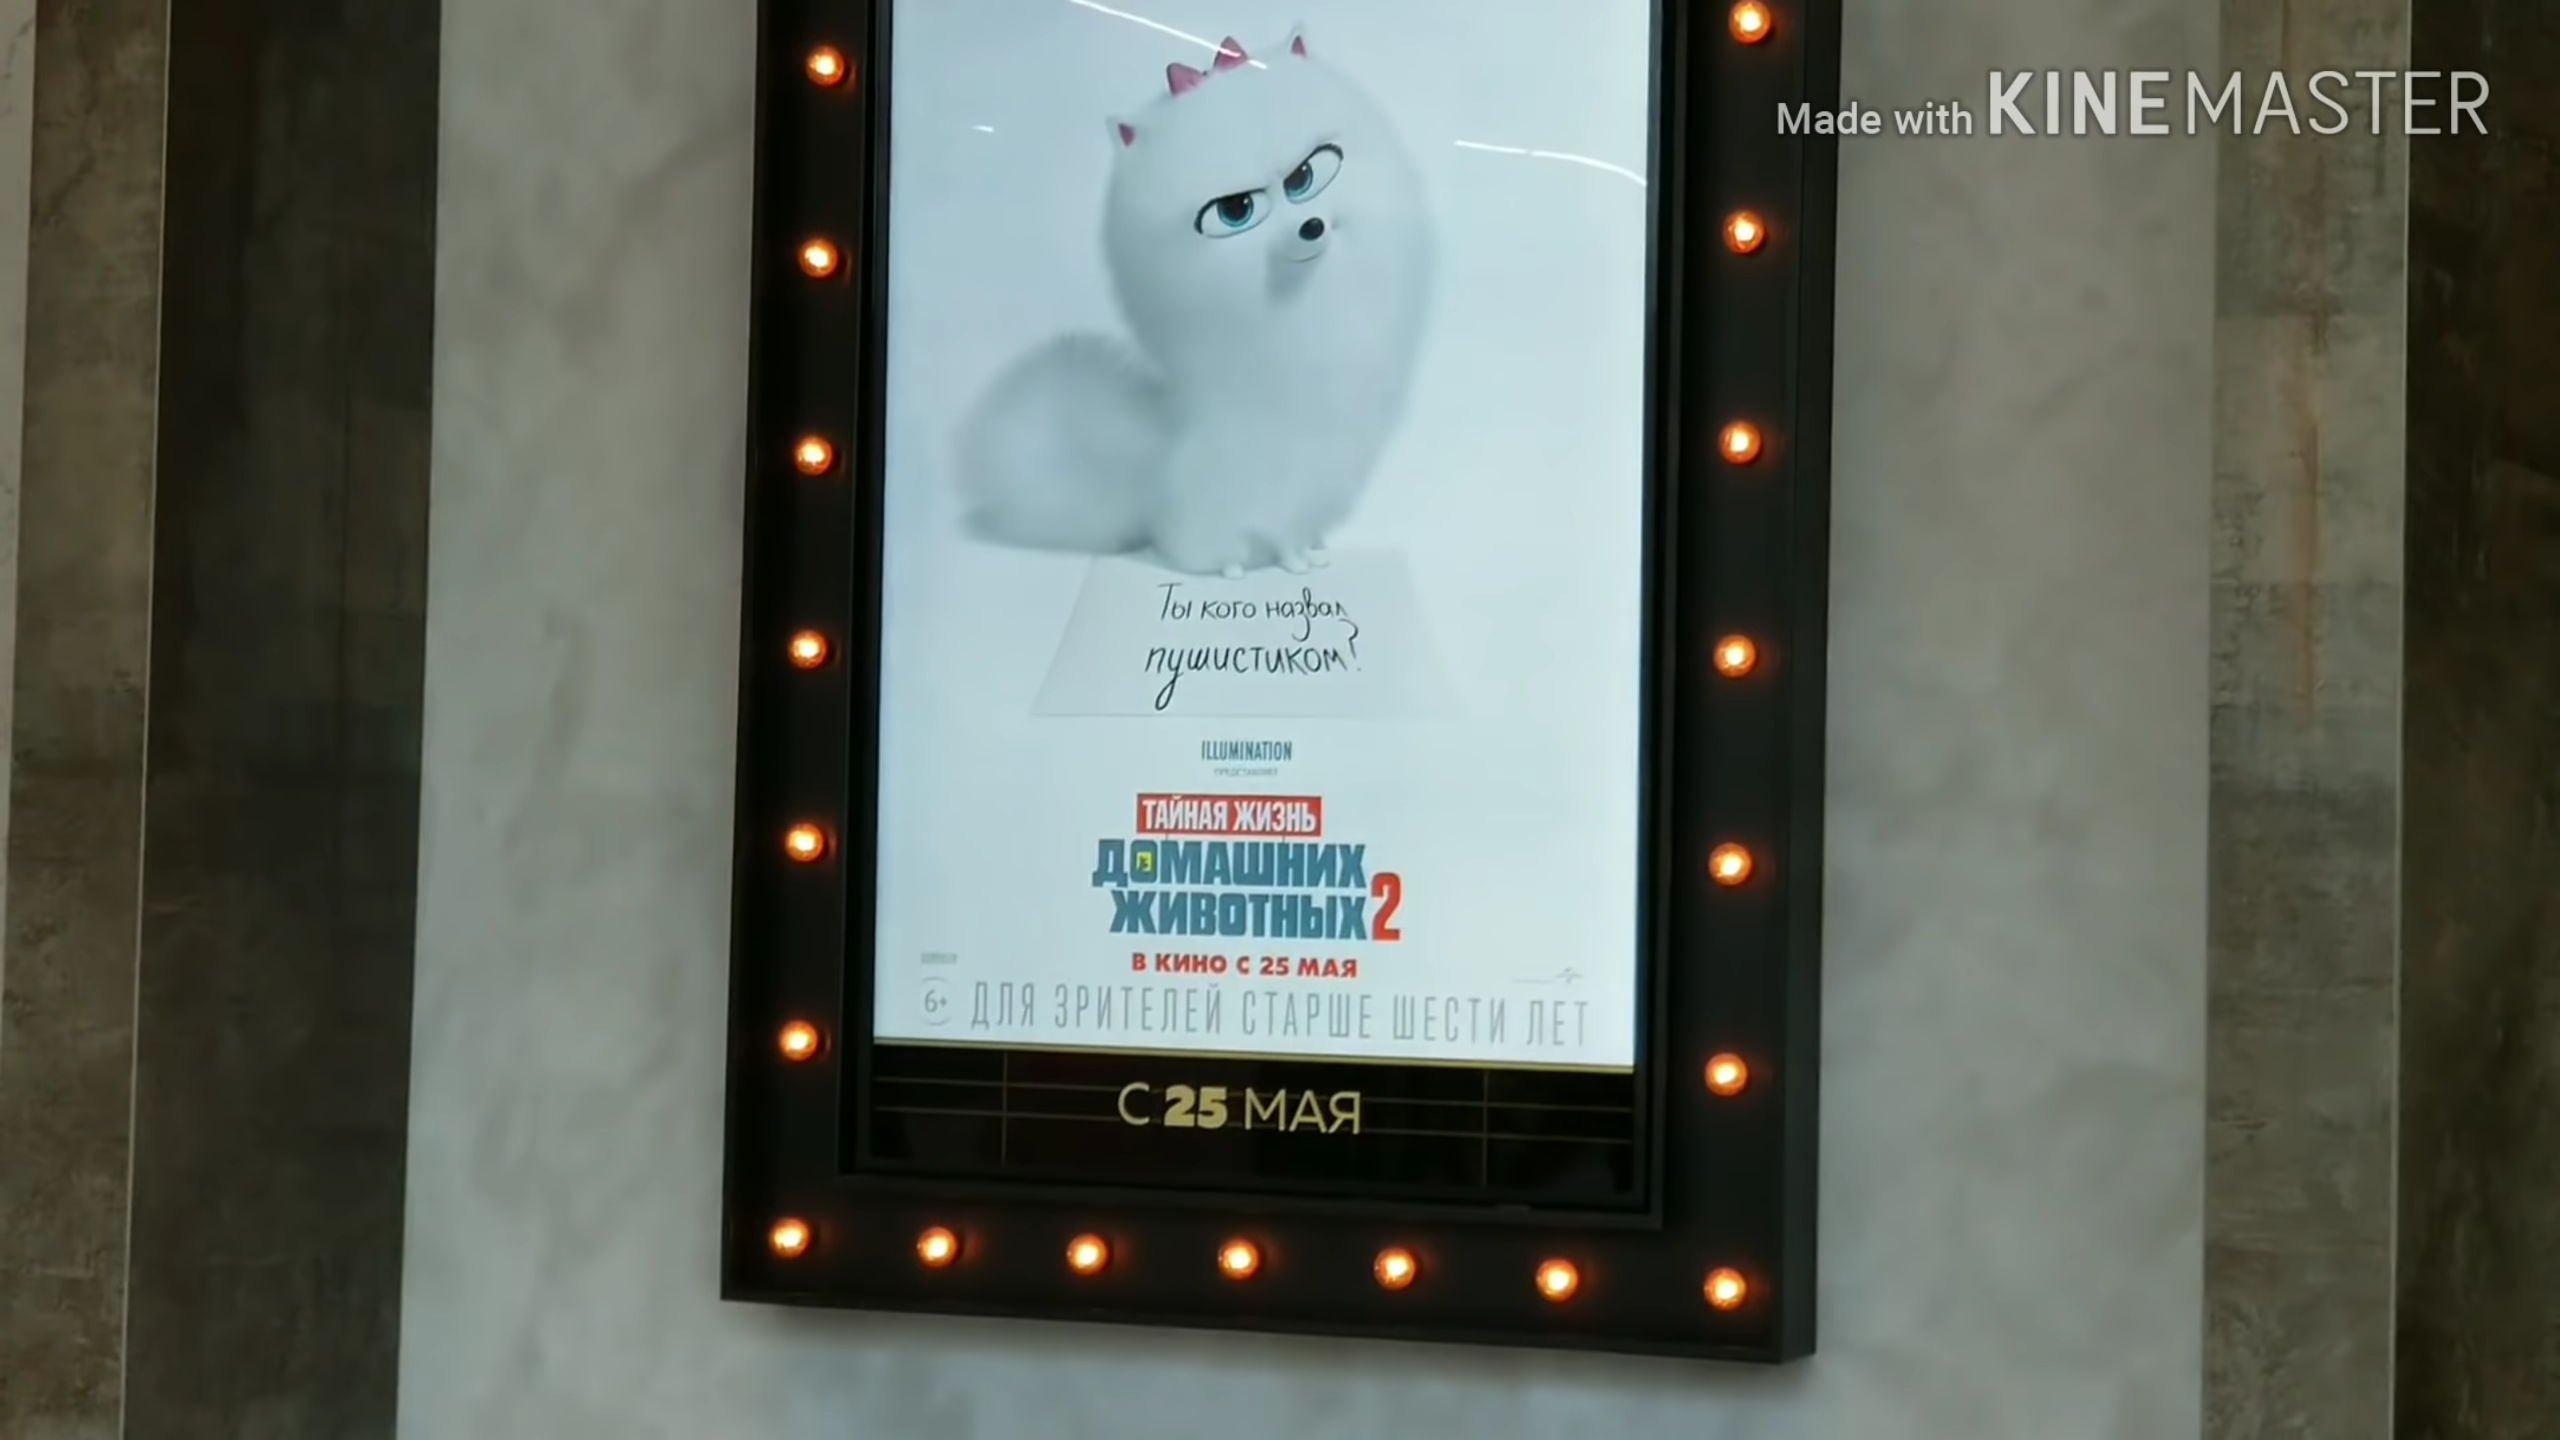 Made with KINEMASTER
Ты кого назвал
пушистиком?
ILLUMINATION
ПРЕДСТАВЛЯЕТ
ТАЙНАЯ ЖИЗНЬ
ДОМАШНИХ
ЖИВОТНЫХ 2
В КИНО С 25 МАЯ
6+ ДЛЯ ЗРИТЕЛЕЙ СТАРШЕ ШЕСТИ ЛЕТ
С 25 МАЯ